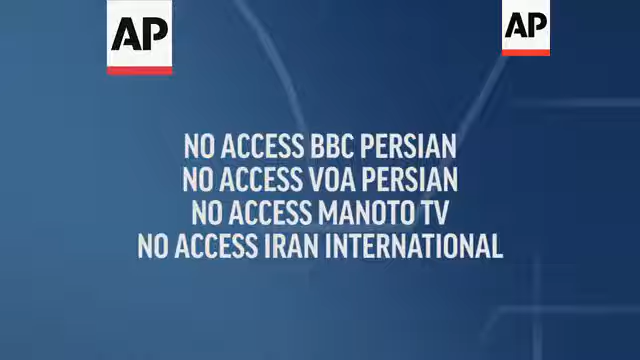 AP
AP
NO ACCESS BBC PERSIAN
NO ACCESS VOA PERSIAN
NO ACCESS MANOTO TV
NO ACCESS IRAN INTERNATIONAL